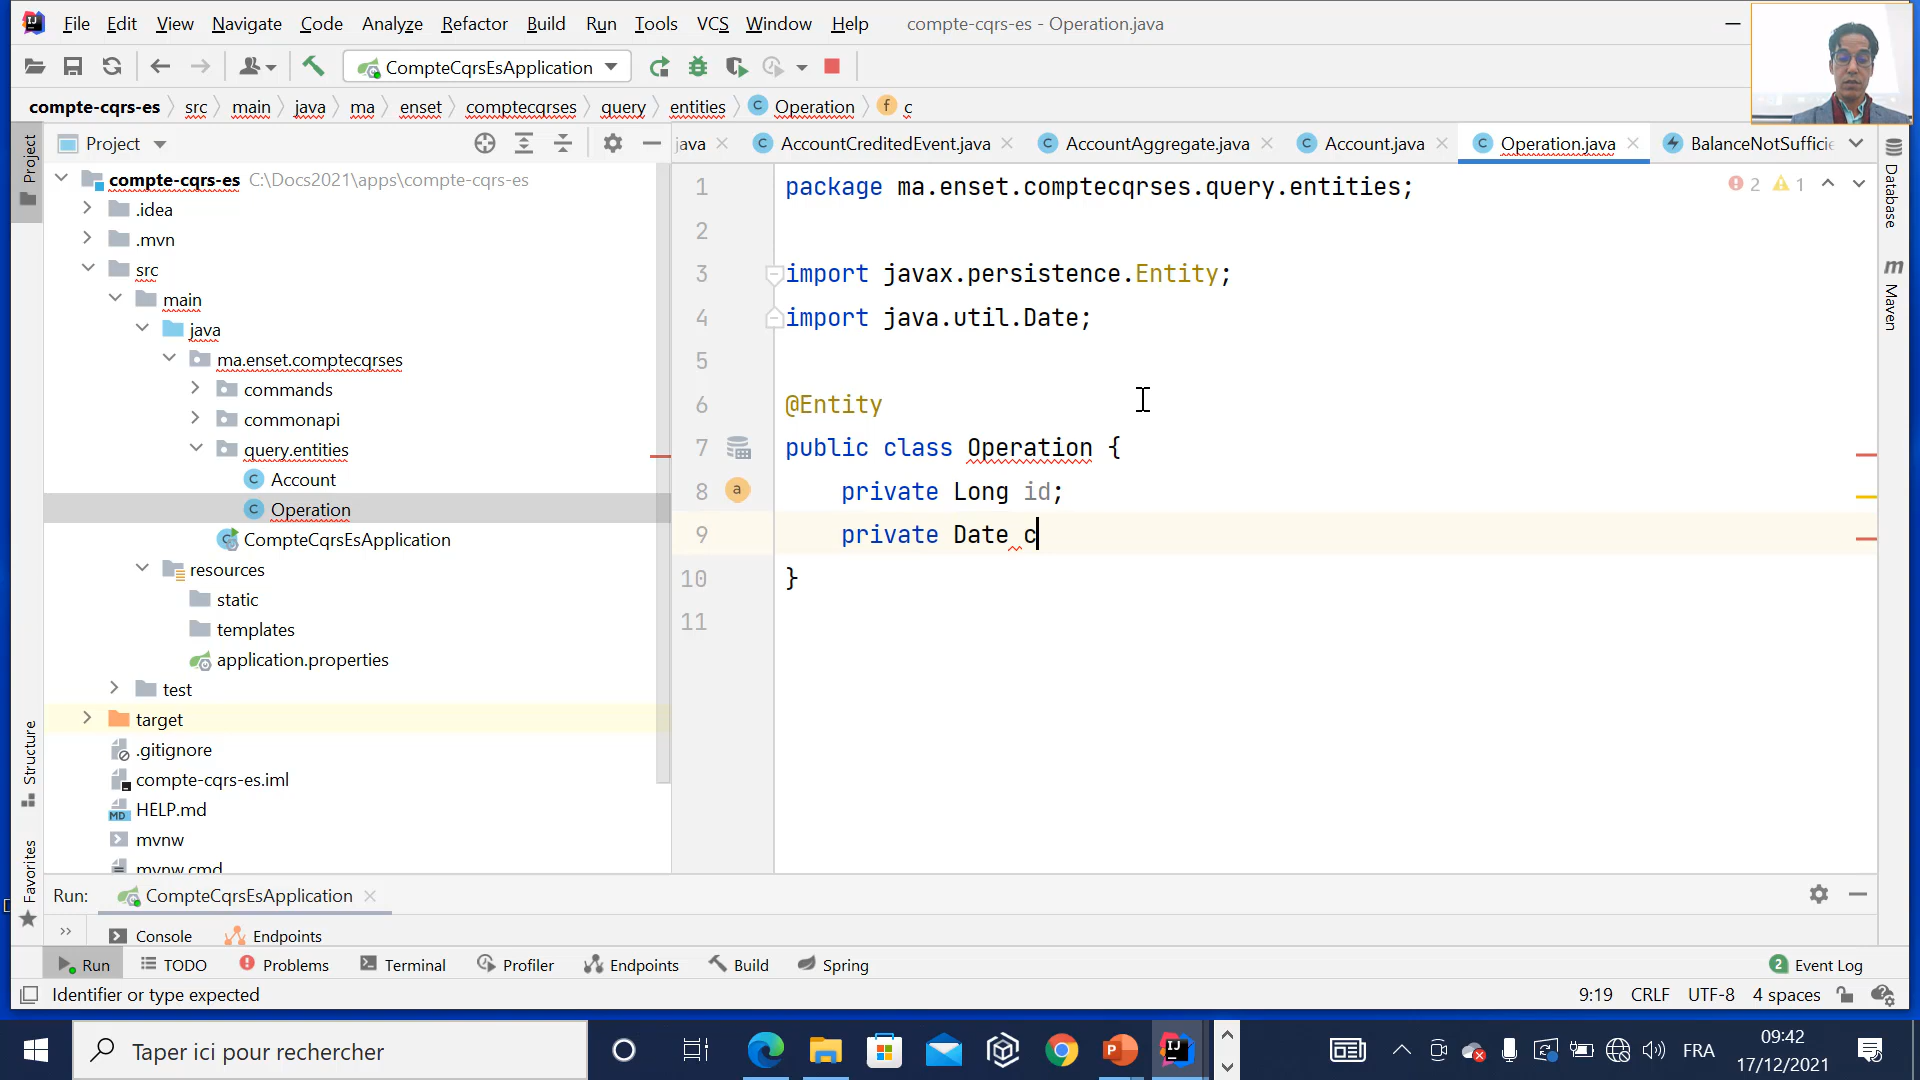 File Edit View Navigate Code Analyze Refactor Build Run Tools VCS Window Help compte-cqrs-es - Operation.java
CompteCqrsEsApplication
compte-cqrs-es src main java ma enset comptecqrses query entities Operation c
Project java AccountCreditedEvent.java AccountAggregate.java Account.java Operation.java BalanceNotSufficie
compte-cqrs-es C:\Docs2021\apps\compte-cqrs-es
.idea
.mvn
src
main
java
ma.enset.comptecqrses
commands
commonapi
query.entities
Account
Operation
CompteCqrsEsApplication
resources
static
templates
application.properties
test
target
.gitignore
compte-cqrs-es.iml
HELP.md
mvnw
mvnw.cmd
1 package ma.enset.comptecqrses.query.entities;
2
3 import javax.persistence.Entity;
4 import java.util.Date;
5
6 @Entity
7 public class Operation {
8 private Long id;
9 private Date c
10 }
11
2 1
Project
Structure
Favorites
Database
Maven
Run: CompteCqrsEsApplication
Console Endpoints
Run TODO Problems Terminal Profiler Endpoints Build Spring 2 Event Log
Identifier or type expected 9:19 CRLF UTF-8 4 spaces
Taper ici pour rechercher
FRA
09:42
17/12/2021